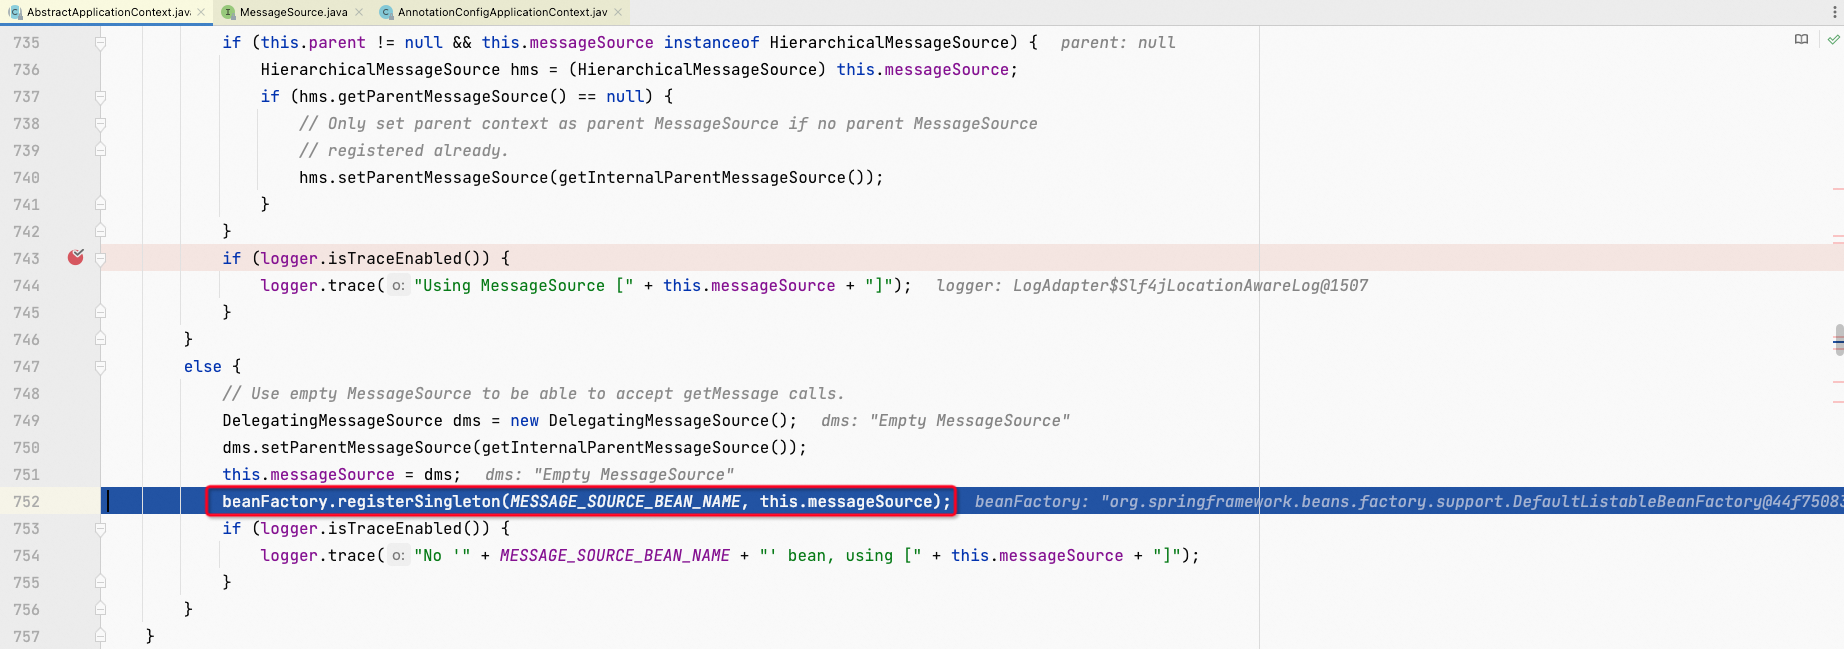 AbstractApplicationContext.java MessageSource.java AnnotationConfigApplicationContext.jav
735 if (this.parent != null && this.messageSource instanceof HierarchicalMessageSource) { parent: null
736 HierarchicalMessageSource hms = (HierarchicalMessageSource) this.messageSource;
737 if (hms.getParentMessageSource() == null) {
738 // Only set parent context as parent MessageSource if no parent MessageSource
739 // registered already.
740 hms.setParentMessageSource(getInternalParentMessageSource());
741 }
742 }
743 if (logger.isTraceEnabled()) {
744 logger.trace( o: "Using MessageSource [" + this.messageSource + "]"); logger: LogAdapter$Slf4jLocationAwareLog@1507
745 }
746 }
747 else {
748 // Use empty MessageSource to be able to accept getMessage calls.
749 DelegatingMessageSource dms = new DelegatingMessageSource(); dms: "Empty MessageSource"
750 dms.setParentMessageSource(getInternalParentMessageSource());
751 this.messageSource = dms; dms: "Empty MessageSource"
752 beanFactory.registerSingleton(MESSAGE_SOURCE_BEAN_NAME, this.messageSource); beanFactory: "org.springframework.beans.factory.support.DefaultListableBeanFactory@44f75083
753 if (logger.isTraceEnabled()) {
754 logger.trace( o: "No '" + MESSAGE_SOURCE_BEAN_NAME + "' bean, using [" + this.messageSource + "]");
755 }
756 }
757 }